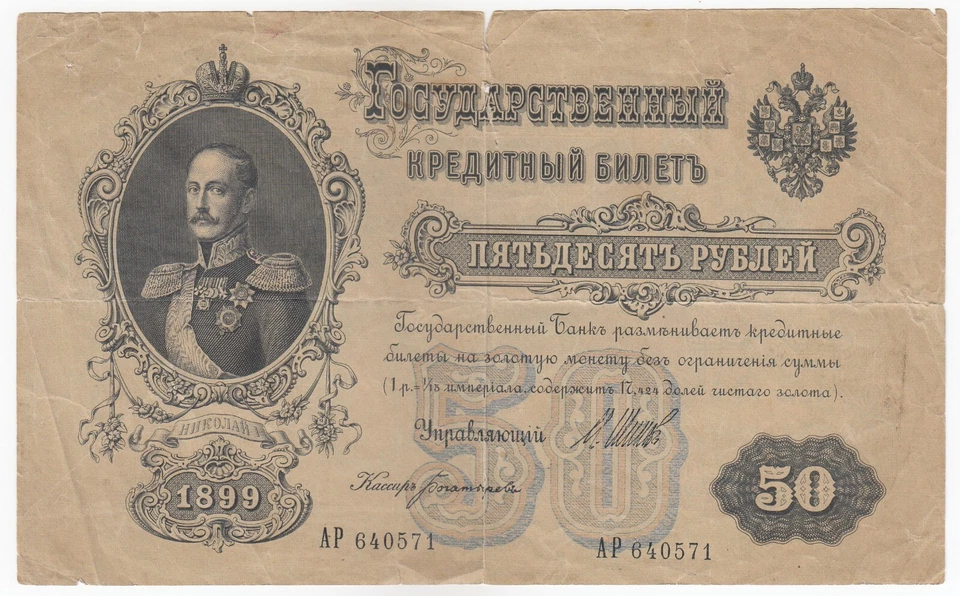 Государственный
кредитный билетъ
ПЯТЬДЕСЯТЪ РУБЛЕЙ
Государственный Банкъ размѣниваетъ кредитные
билеты на золотую монету безъ ограниченія суммы
(1 р.=1/15 имперіала, содержитъ 17,424 долей чистаго золота).
Управляющій
НИКОЛАЙ I
1899
Кассиръ Богатыревъ
50
50
АР 640571
АР 640571